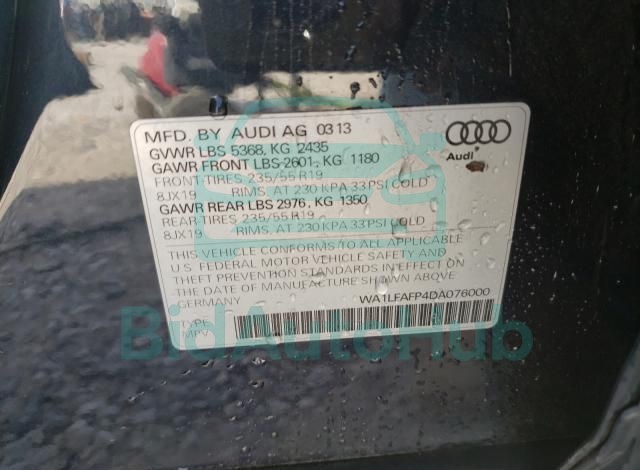 MFD. BY AUDI AG 03 13
GVWR LBS 5368, KG 2435
GAWR FRONT LBS 2601, KG 1180
FRONT TIRES 235/55 R19
8JX19 RIMS, AT 230 KPA 33 PSI COLD
GAWR REAR LBS 2976, KG 1350
REAR TIRES 235/55 R19
8JX19 RIMS, AT 230 KPA 33 PSI COLD
THIS VEHICLE CONFORMS TO ALL APPLICABLE
U.S. FEDERAL MOTOR VEHICLE SAFETY AND
THEFT PREVENTION STANDARDS IN EFFECT ON
THE DATE OF MANUFACTURE SHOWN ABOVE
GERMANY WA1LFAFP4DA076000
TYPE
MPV
Audi
BidAutoHub